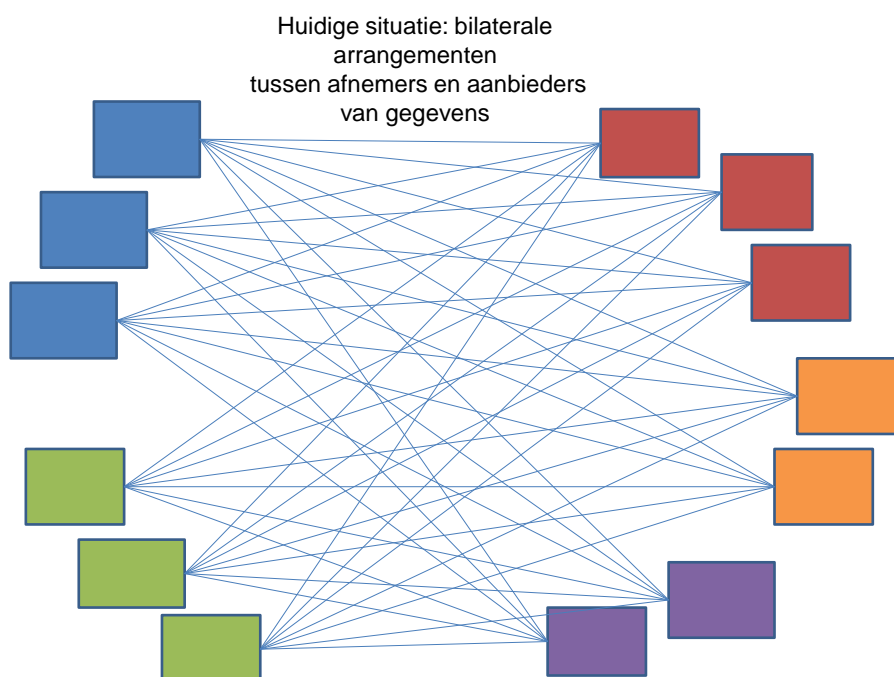 Huidige situatie: bilaterale
arrangementen
tussen afnemers en aanbieders
van gegevens